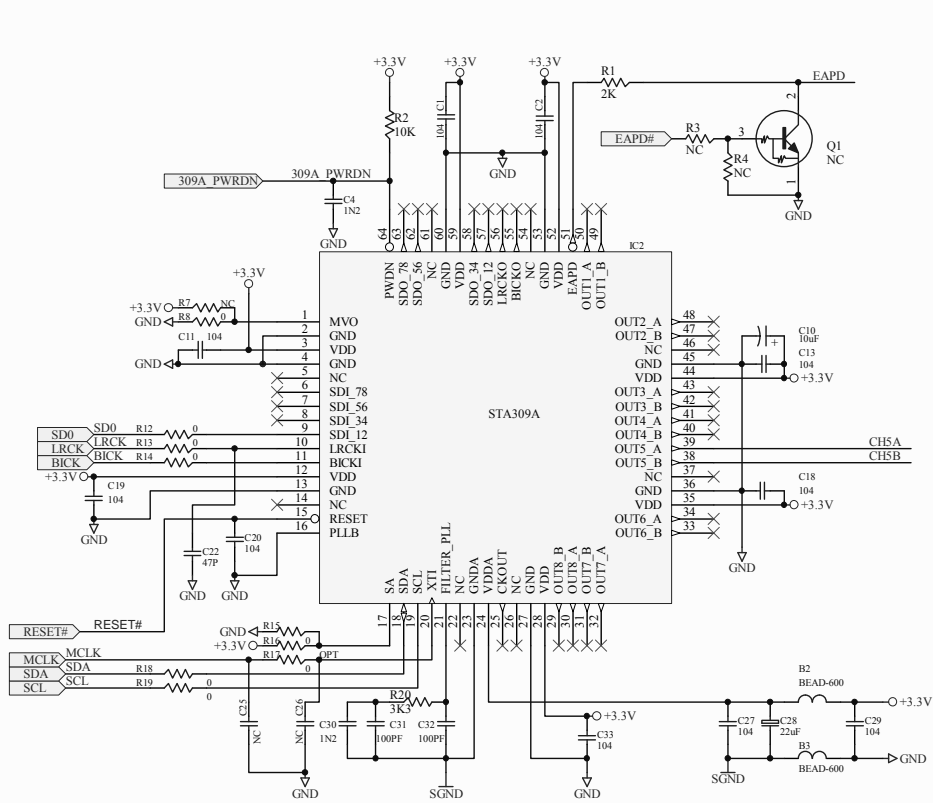 +3.3V +3.3V +3.3V
R1 2K EAPD
R2 10K
C1 104
C2 104
GND
EAPD# R3 NC
R4 NC
3 2 1
Q1 NC
GND
309A_PWRDN 309A_PWRDN
C4 1N2
GND
64 63 62 61 60 59 58 57 56 55 54 53 52 51 50 49
IC2
PWDN SDO_78 SDO_56 NC GND VDD SDO_34 SDO_12 LRCKO BICKO NC GND VDD EAPD OUT1_A OUT1_B
+3.3V
+3.3V R7 NC
GND R8 0
C11 104
GND
1 MVO
2 GND
3 VDD
4 GND
5 NC
6 SDI_78
7 SDI_56
8 SDI_34
9 SDI_12
10 LRCKI
11 BICKI
12 VDD
13 GND
14 NC
15 RESET
16 PLLB
STA309A
OUT2_A 48
OUT2_B 47
NC 46
GND 45
VDD 44
OUT3_A 43
OUT3_B 42
OUT4_A 41
OUT4_B 40
OUT5_A 39
OUT5_B 38
NC 37
GND 36
VDD 35
OUT6_A 34
OUT6_B 33
C10 10uF
+
C13 104
+3.3V
CH5A
CH5B
C18 104
+3.3V
GND
SD0 SD0 R12 0
LRCK LRCK R13 0
BICK BICK R14 0
+3.3V
C19 104
GND
C22 47P
GND
C20 104
GND
SA SDA SCL XTI FILTER_PLL NC GNDA VDDA CKOUT NC GND VDD OUT8_B OUT8_A OUT7_B OUT7_A
17 18 19 20 21 22 23 24 25 26 27 28 29 30 31 32
RESET# RESET#
GND R15
+3.3V R16 0
MCLK MCLK R17 OPT
0
SDA SDA R18 0
SCL SCL R19 0
C25 NC
C26 NC
GND
C30 1N2
C31 100PF
R20 3K3
C32 100PF
SGND
+3.3V
C33 104
GND
B2 BEAD-600
+3.3V
C27 104
C28 22uF
C29 104
B3 BEAD-600
SGND
GND